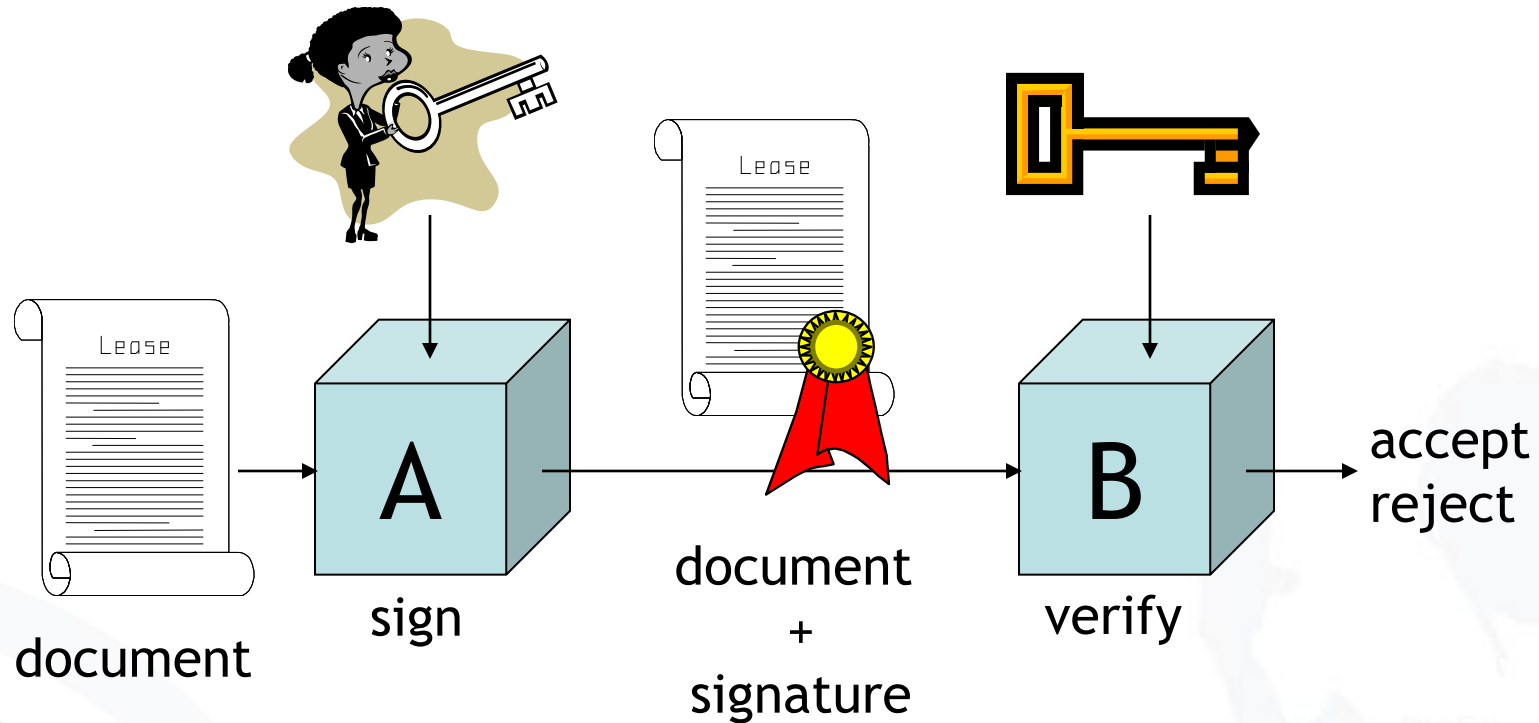 Lease
document
A
sign
Lease
document
+
signature
B
verify
accept
reject